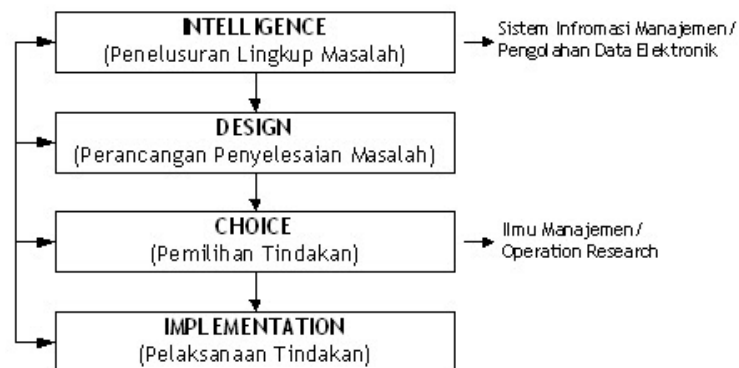 INTELLIGENCE
(Penelusuran Lingkup Masalah)
Sistem Infromasi Manajemen/
Pengolahan Data Elektronik
DESIGN
(Perancangan Penyelesaian Masalah)
CHOICE
(Pemilihan Tindakan)
Ilmu Manajemen/
Operation Research
IMPLEMENTATION
(Pelaksanaan Tindakan)